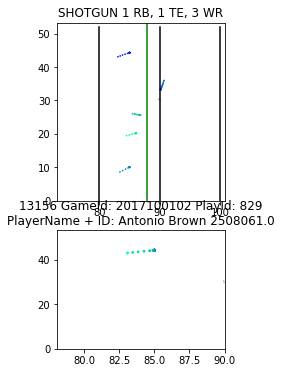 SHOTGUN 1 RB, 1 TE, 3 WR
50
40
30
20
10
0
80 90 100
13156 GameId: 2017100102 PlayId: 829
PlayerName + ID: Antonio Brown 2508061.0
40
20
0
80.0 82.5 85.0 87.5 90.0